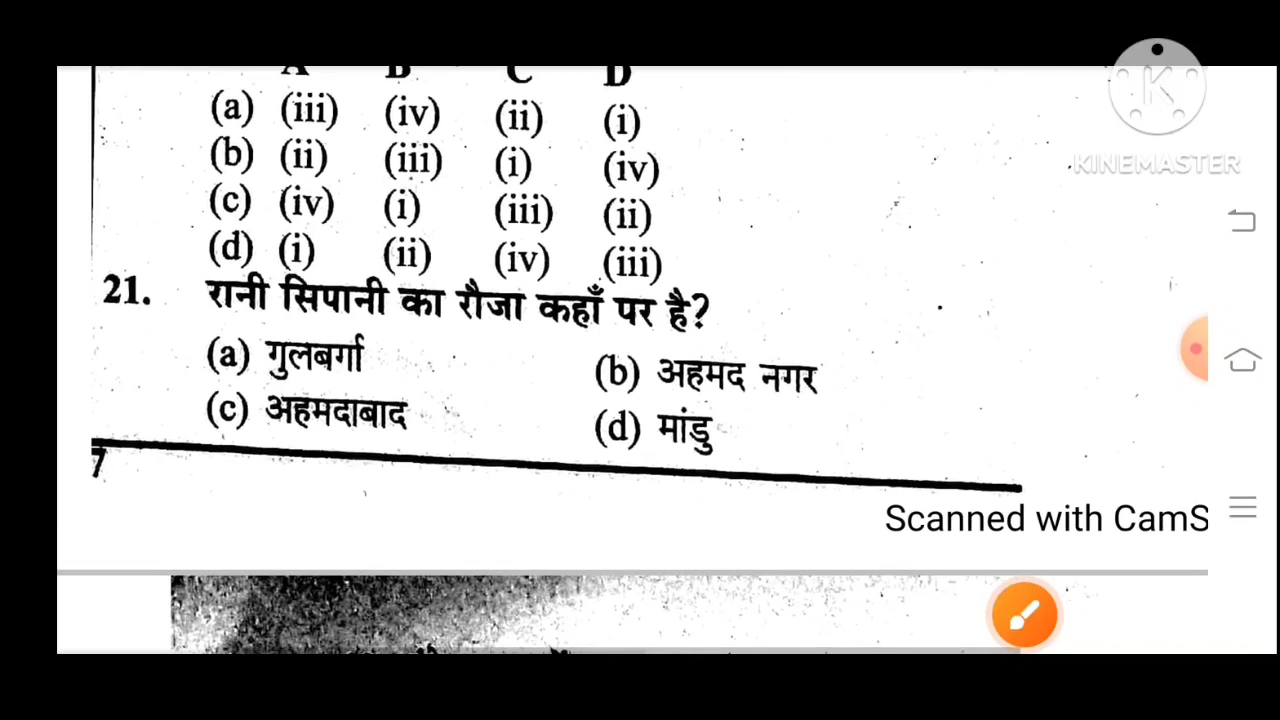 A B C D
(a) (iii) (iv) (ii) (i)
(b) (ii) (iii) (i) (iv)
(c) (iv) (i) (iii) (ii)
(d) (i) (ii) (iv) (iii)
21. रानी सिपानी का रौजा कहाँ पर है?
(a) गुलबर्गा (b) अहमद नगर
(c) अहमदाबाद (d) मांडु
7
Scanned with CamS
K
KINEMASTER